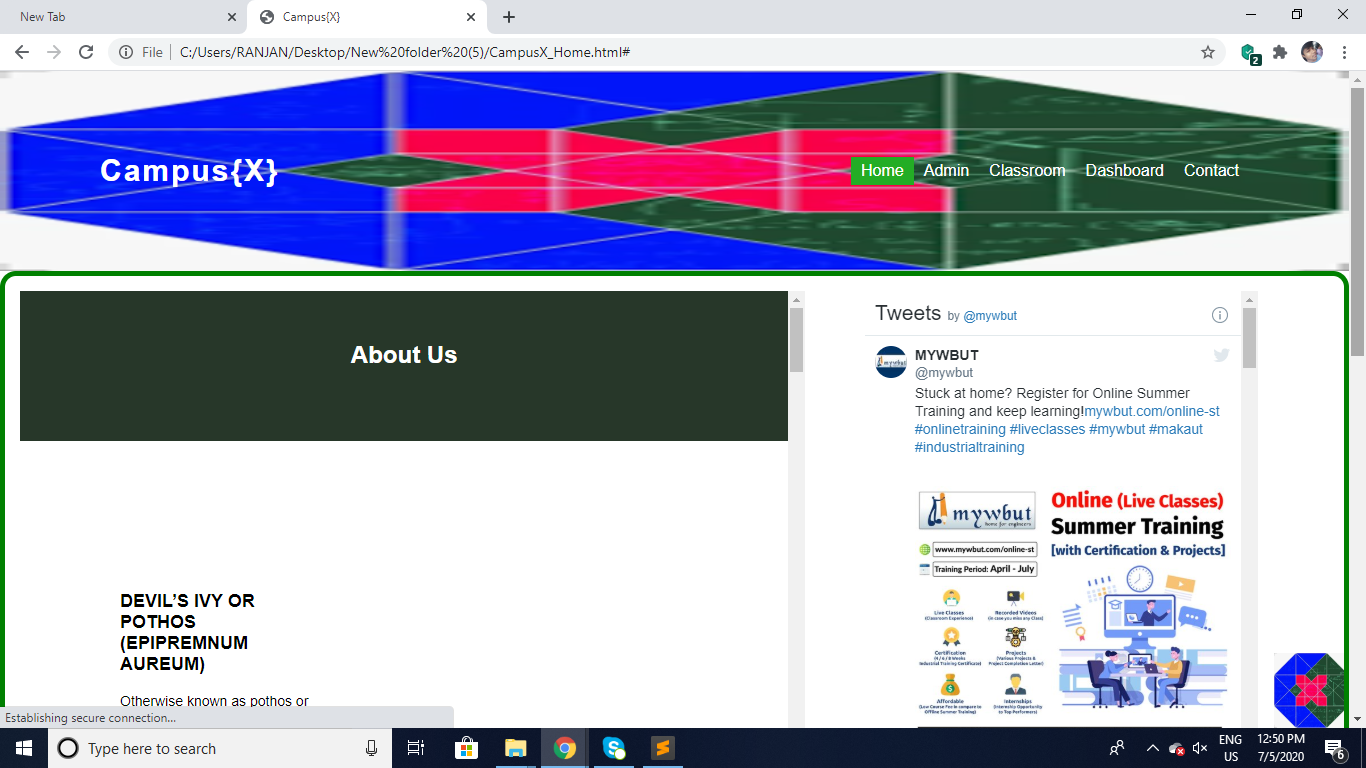 New Tab
Campus{X}
File
C:/Users/RANJAN/Desktop/New%20folder%20(5)/CampusX_Home.html#
2
Campus{X}
Home Admin Classroom Dashboard Contact
About Us
DEVIL’S IVY OR
POTHOS
(EPIPREMNUM
AUREUM)
Otherwise known as pothos or
Tweets by @mywbut
MYWBUT
@mywbut
Stuck at home? Register for Online Summer
Training and keep learning!mywbut.com/online-st
#onlinetraining #liveclasses #mywbut #makaut
#industrialtraining
mywbut
home for engineers
www.mywbut.com/online-st
Training Period: April - July
Online (Live Classes)
Summer Training
[with Certification & Projects]
Live Classes
(Classroom Experience)
Recorded Videos
(in case you miss any Class)
Certification
(4 / 6 / 8 Weeks
Industrial Training Certificate)
Projects
(Various Projects &
Project Completion Letter)
Affordable
(Low Course Fee in compare to
Offline Summer Training)
Internships
(Internship Opportunity
to Top Performers)
Establishing secure connection...
Type here to search
ENG
US
12:50 PM
7/5/2020
6